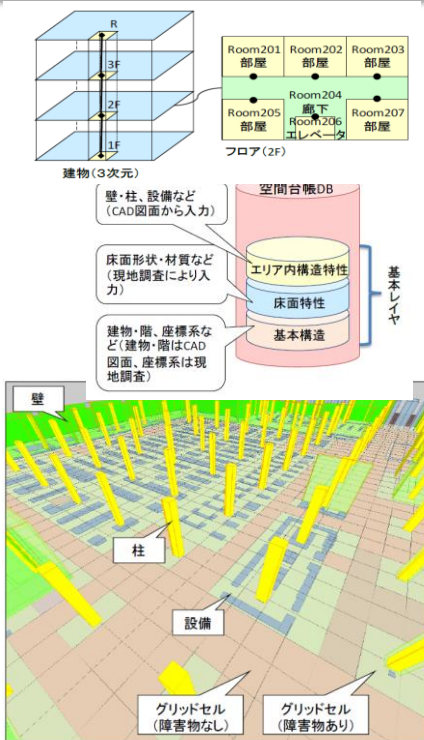 R
3F
2F
1F
建物(3次元)
Room201
部屋
Room202
部屋
Room203
部屋
Room204
廊下
Room205
部屋
Room206
エレベータ
Room207
部屋
フロア(2F)
空間台帳DB
壁・柱、設備など
(CAD図面から入力)
床面形状・材質など
(現地調査により入
力)
建物・階、座標系な
ど(建物・階はCAD
図面、座標系は現
地調査)
エリア内構造特性
床面特性
基本構造
基本レイヤ
壁
柱
設備
グリッドセル
(障害物なし)
グリッドセル
(障害物あり)